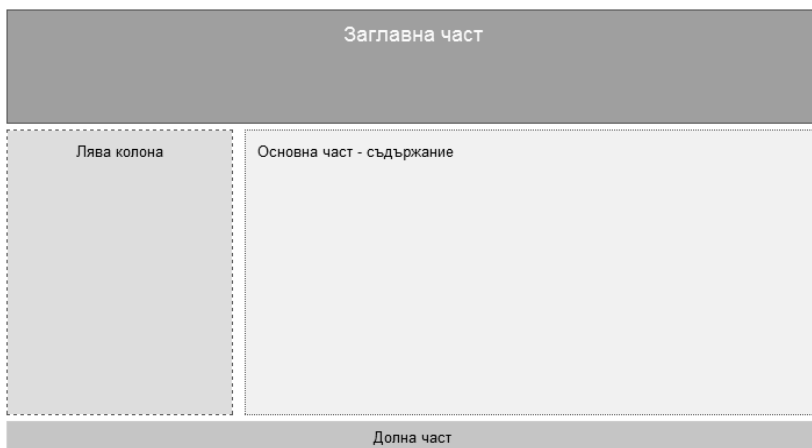 Заглавна част
Лява колона
Основна част - съдържание
Долна част